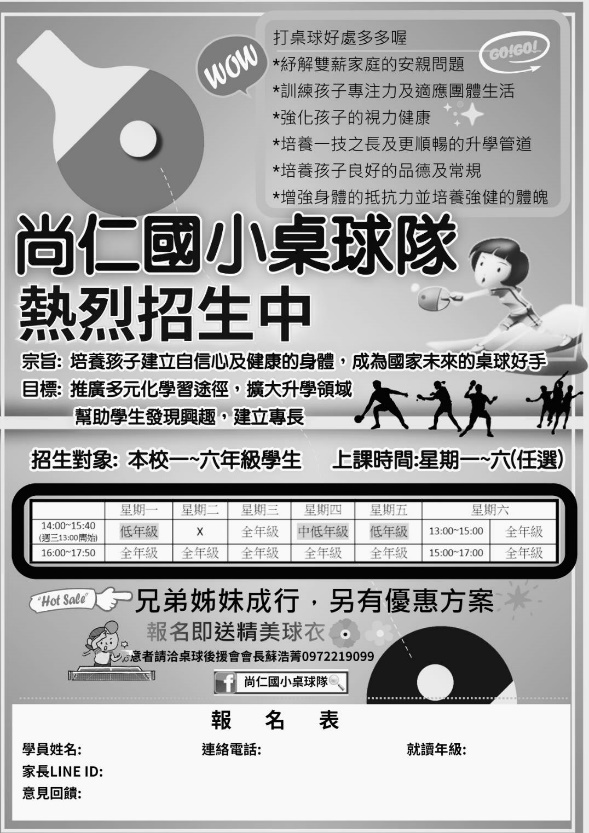 打桌球好處多多喔
WOW
GO!GO!
*紓解雙薪家庭的安親問題
*訓練孩子專注力及適應團體生活
*強化孩子的視力健康
*培養一技之長及更順暢的升學管道
*培養孩子良好的品德及常規
*增強身體的抵抗力並培養強健的體魄
尚仁國小桌球隊
熱烈招生中
宗旨: 培養孩子建立自信心及健康的身體，成為國家未來的桌球好手
目標: 推廣多元化學習途徑，擴大升學領域
幫助學生發現興趣，建立專長
招生對象: 本校一~六年級學生 上課時間:星期一~六(任選)
星期一 星期二 星期三 星期四 星期五 星期六
14:00~15:40 (週三13:00開始) 低年級 X 全年級 中低年級 低年級 13:00~15:00 全年級
16:00~17:50 全年級 全年級 全年級 全年級 全年級 15:00~17:00 全年級
"Hot Sale" 兄弟姊妹成行，另有優惠方案
報名即送精美球衣
意者請洽桌球後援會會長蘇浩菁0972219099
f 尚仁國小桌球隊
報 名 表
學員姓名: 連絡電話: 就讀年級:
家長LINE ID:
意見回饋: